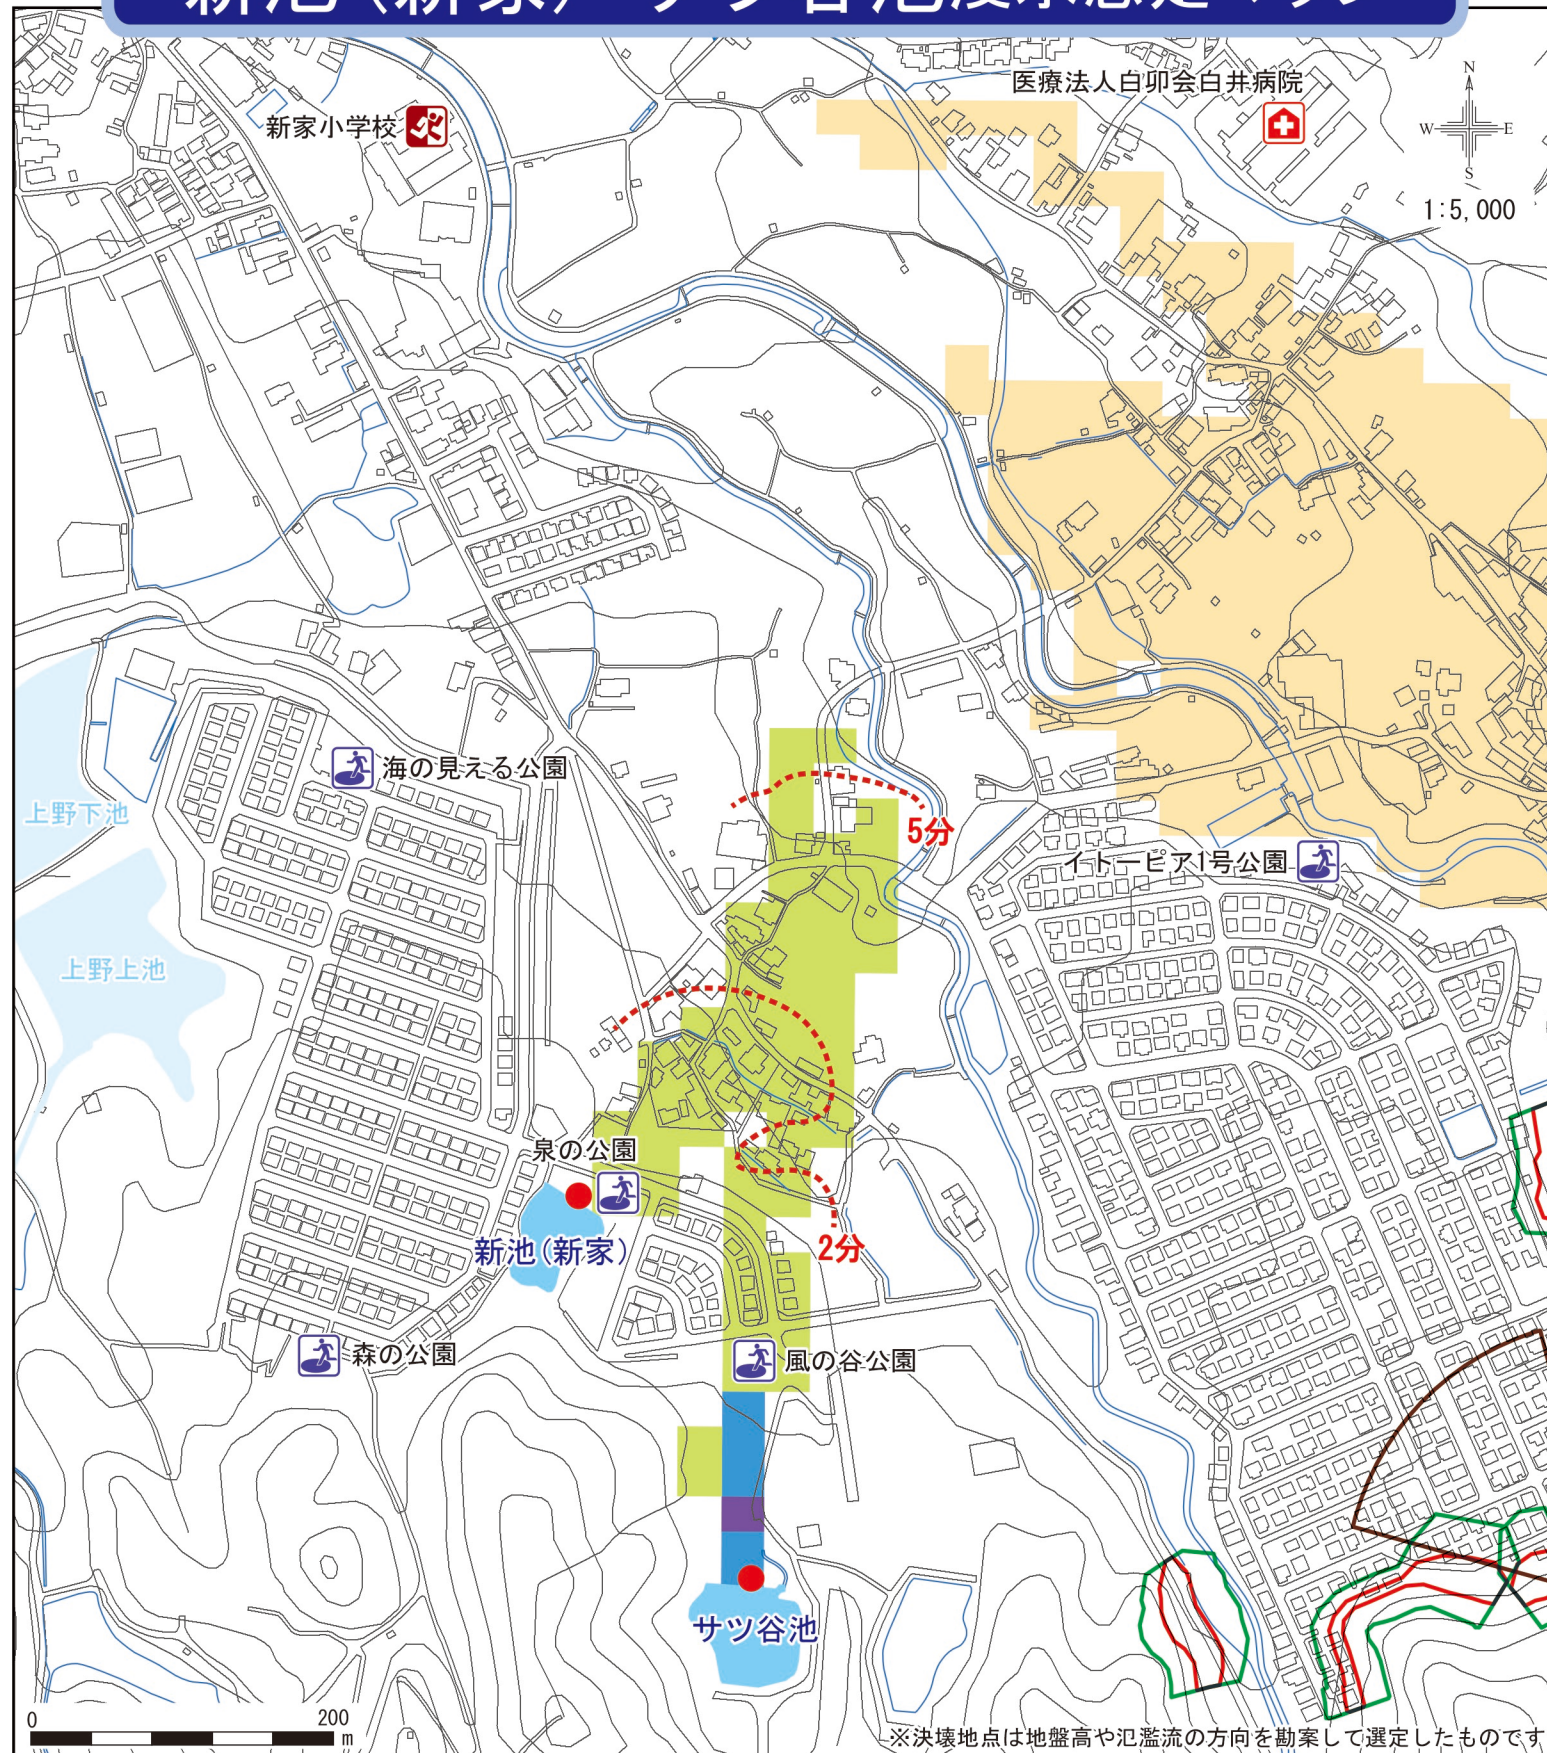 医療法人白卯会白井病院
新家小学校
N
W
E
S
1:5,000
海の見える公園
上野下池
5分
イトーピア1号公園
上野上池
泉の公園
新池(新家)
2分
森の公園
風の谷公園
サツ谷池
0
200
m
※決壊地点は地盤高や氾濫流の方向を勘案して選定したものです